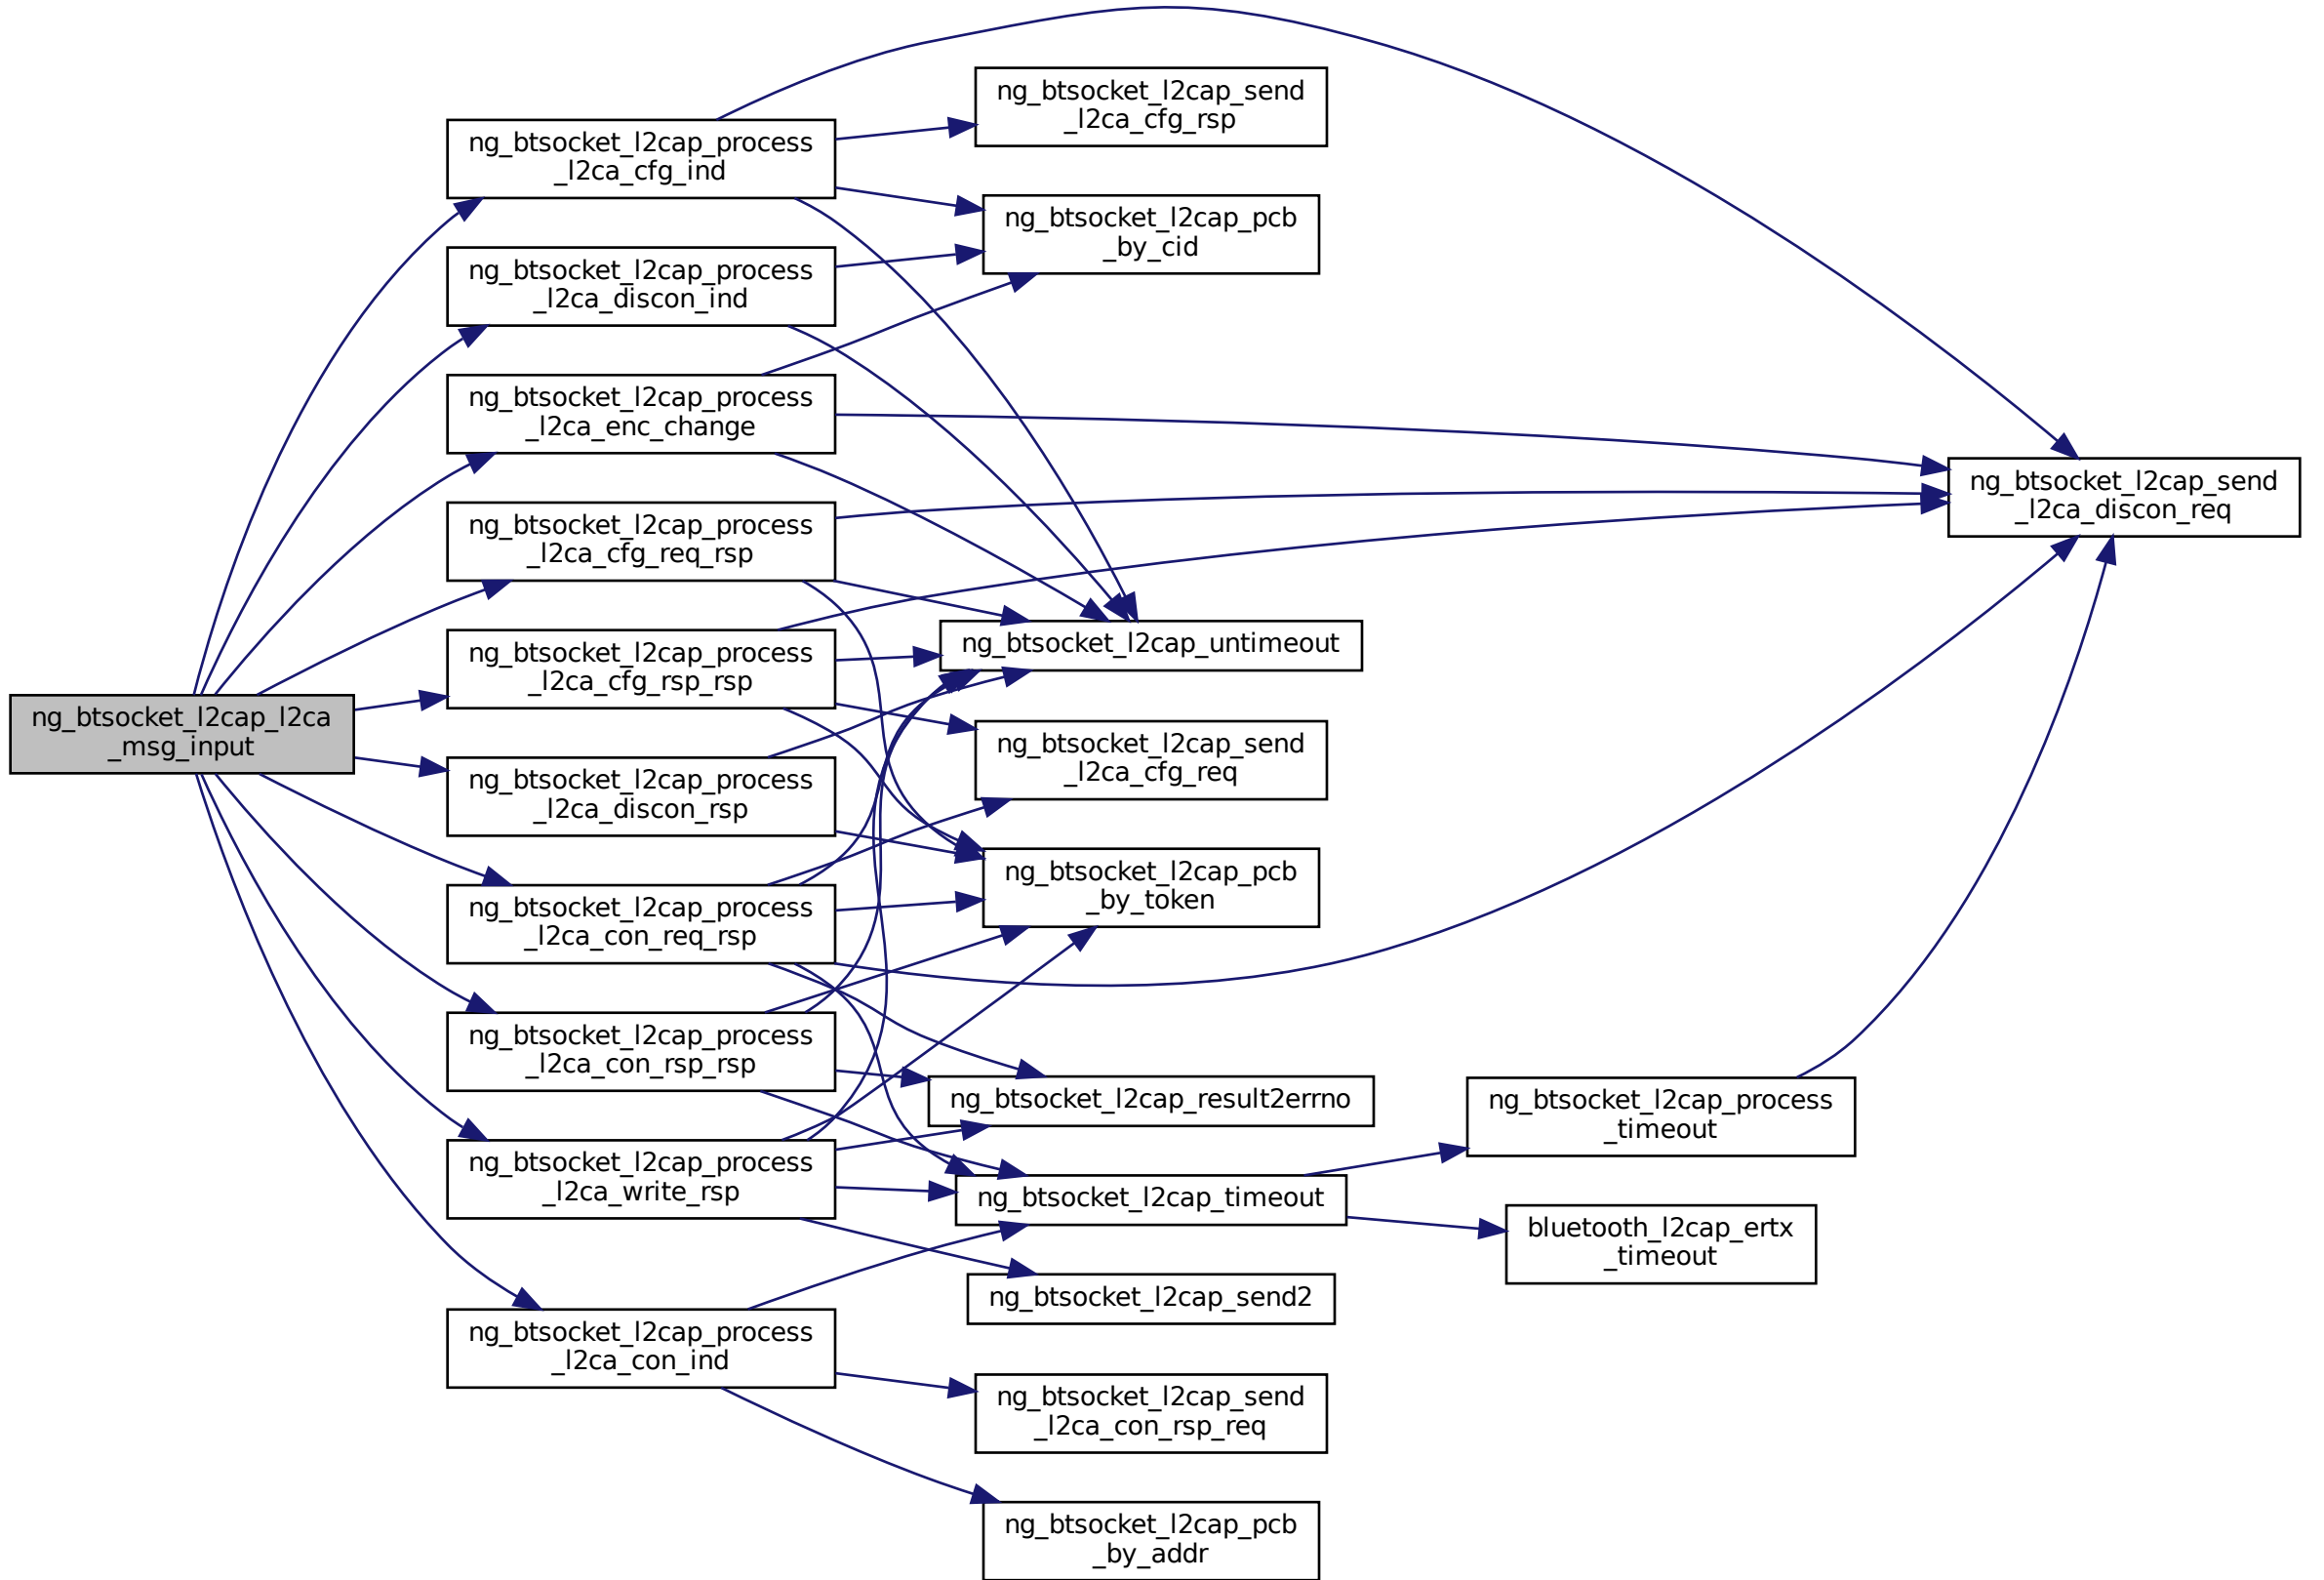 ng_btsocket_l2cap_l2ca
_msg_input
ng_btsocket_l2cap_process
_l2ca_cfg_ind
ng_btsocket_l2cap_process
_l2ca_discon_ind
ng_btsocket_l2cap_process
_l2ca_enc_change
ng_btsocket_l2cap_process
_l2ca_cfg_req_rsp
ng_btsocket_l2cap_process
_l2ca_cfg_rsp_rsp
ng_btsocket_l2cap_process
_l2ca_discon_rsp
ng_btsocket_l2cap_process
_l2ca_con_req_rsp
ng_btsocket_l2cap_process
_l2ca_con_rsp_rsp
ng_btsocket_l2cap_process
_l2ca_write_rsp
ng_btsocket_l2cap_process
_l2ca_con_ind
ng_btsocket_l2cap_send
_l2ca_cfg_rsp
ng_btsocket_l2cap_pcb
_by_cid
ng_btsocket_l2cap_untimeout
ng_btsocket_l2cap_send
_l2ca_cfg_req
ng_btsocket_l2cap_pcb
_by_token
ng_btsocket_l2cap_result2errno
ng_btsocket_l2cap_timeout
ng_btsocket_l2cap_send2
ng_btsocket_l2cap_send
_l2ca_con_rsp_req
ng_btsocket_l2cap_pcb
_by_addr
ng_btsocket_l2cap_process
_timeout
bluetooth_l2cap_ertx
_timeout
ng_btsocket_l2cap_send
_l2ca_discon_req